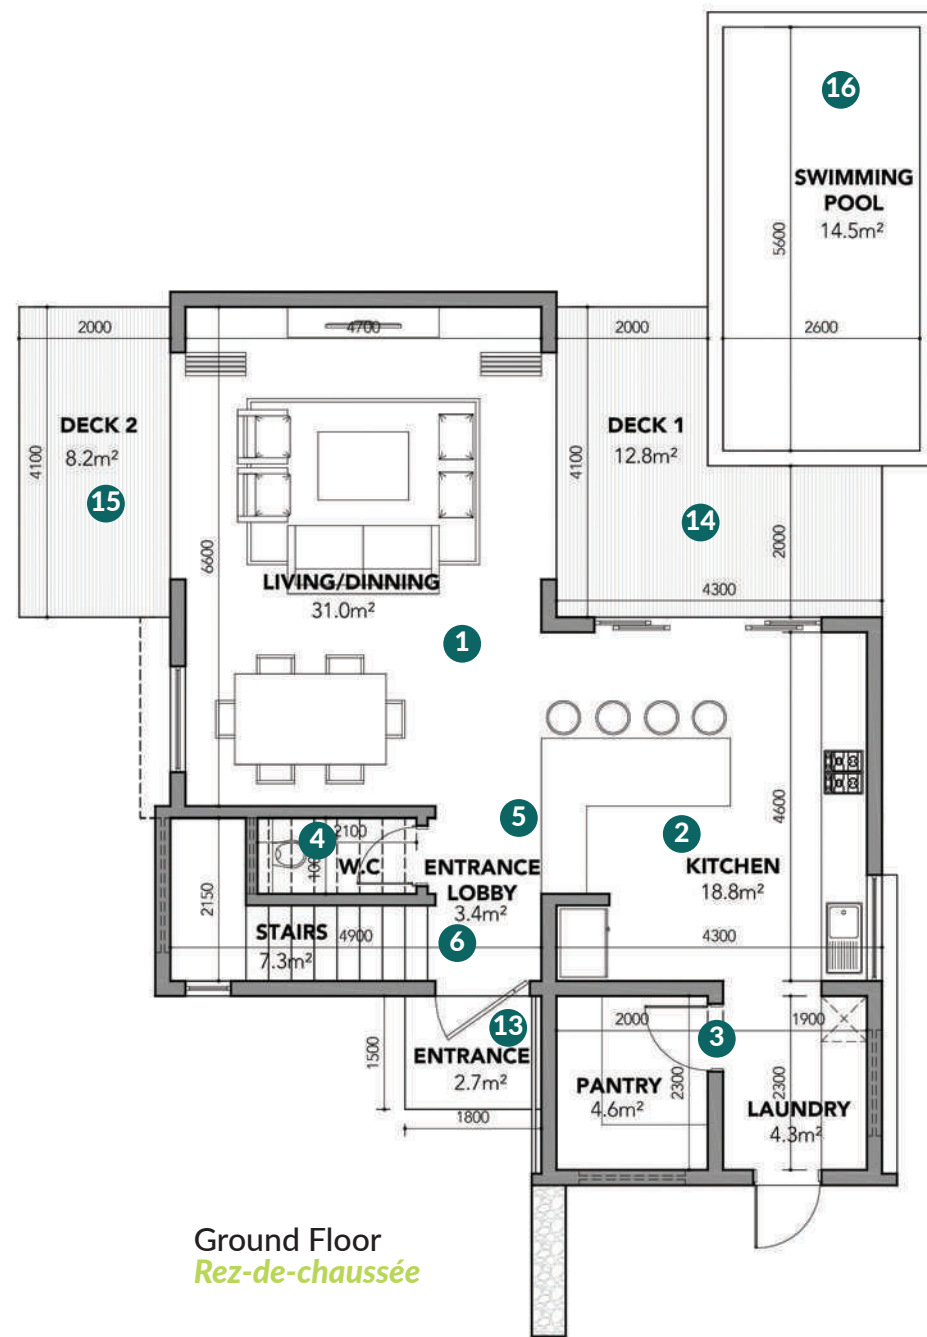 16
SWIMMING
POOL
14.5m²
5600
2600
2000
4700
2000
DECK 2
8.2m²
4100
15
DECK 1
12.8m²
4100
14
2000
4300
6600
LIVING/DINNING
31.0m²
1
5
2
4600
4
2100
100
W.C
ENTRANCE
LOBBY
3.4m²
KITCHEN
18.8m²
2150
STAIRS
7.3m²
4900
6
4300
13
ENTRANCE
2.7m²
1500
1800
2000
3
1900
PANTRY
4.6m²
2300
2300
LAUNDRY
4.3m²
Ground Floor
Rez-de-chaussée